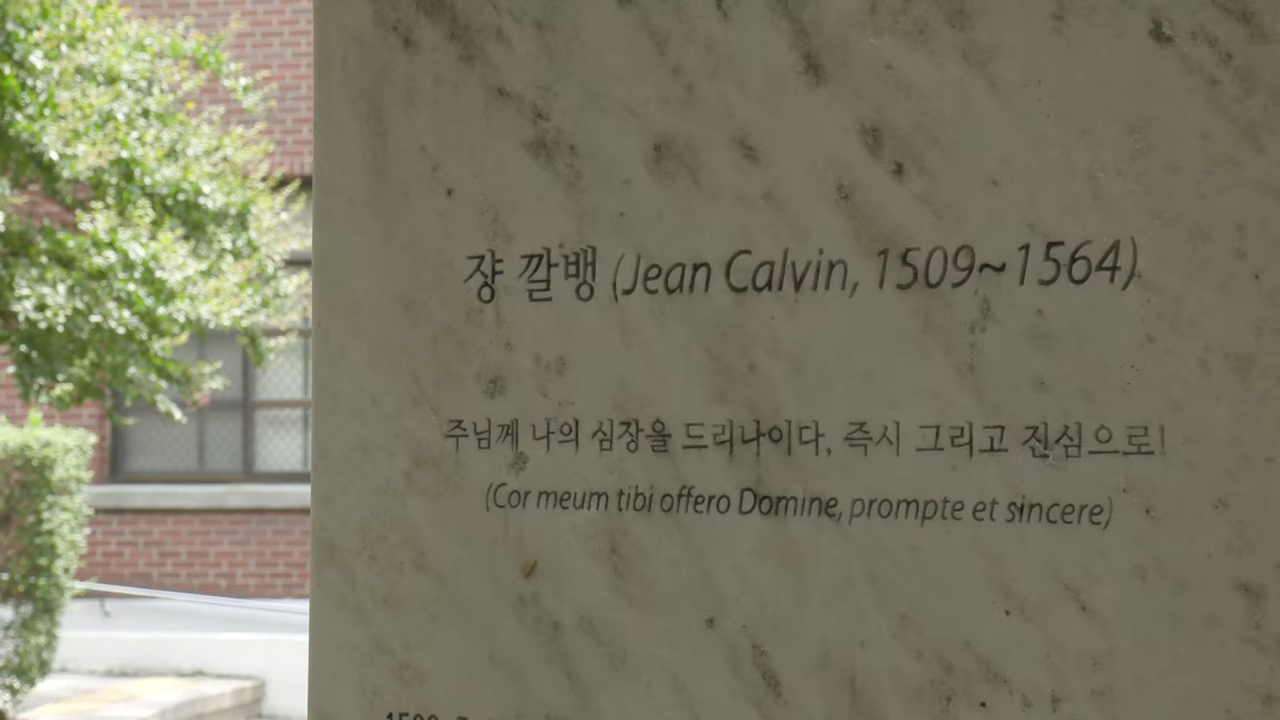 쟝 깔뱅 (Jean Calvin, 1509~1564)
주님께 나의 심장을 드리나이다, 즉시 그리고 진심으로!
(Cor meum tibi offero Domine, prompte et sincere)